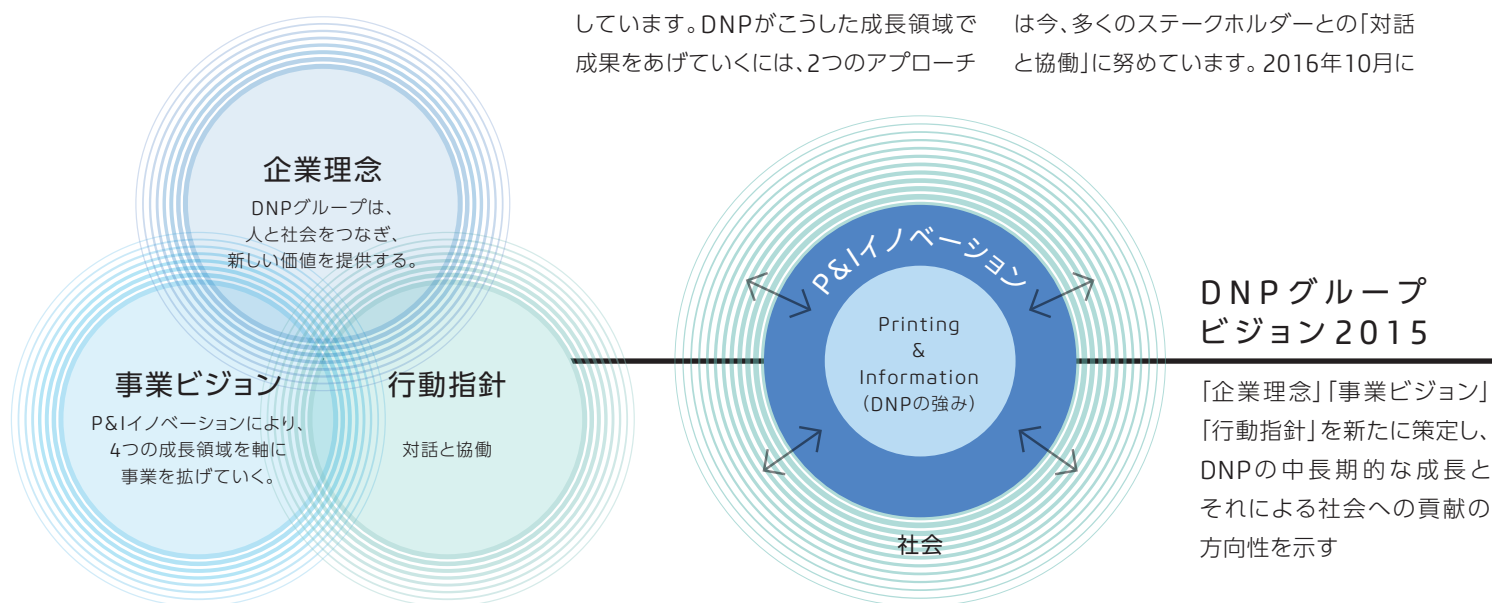 しています。DNPがこうした成長領域で
成果をあげていくには、2つのアプローチ
は今、多くのステークホルダーとの「対話
と協働」に努めています。2016年10月に
企業理念
DNPグループは、
人と社会をつなぎ、
新しい価値を提供する。
事業ビジョン
P&Iイノベーションにより、
4つの成長領域を軸に
事業を拡げていく。
行動指針
対話と協働
P&Iイノベーション
Printing
&
Information
（DNPの強み）
社会
DNPグループ
ビジョン2015
「企業理念」「事業ビジョン」
「行動指針」を新たに策定し、
DNPの中長期的な成長と
それによる社会への貢献の
方向性を示す